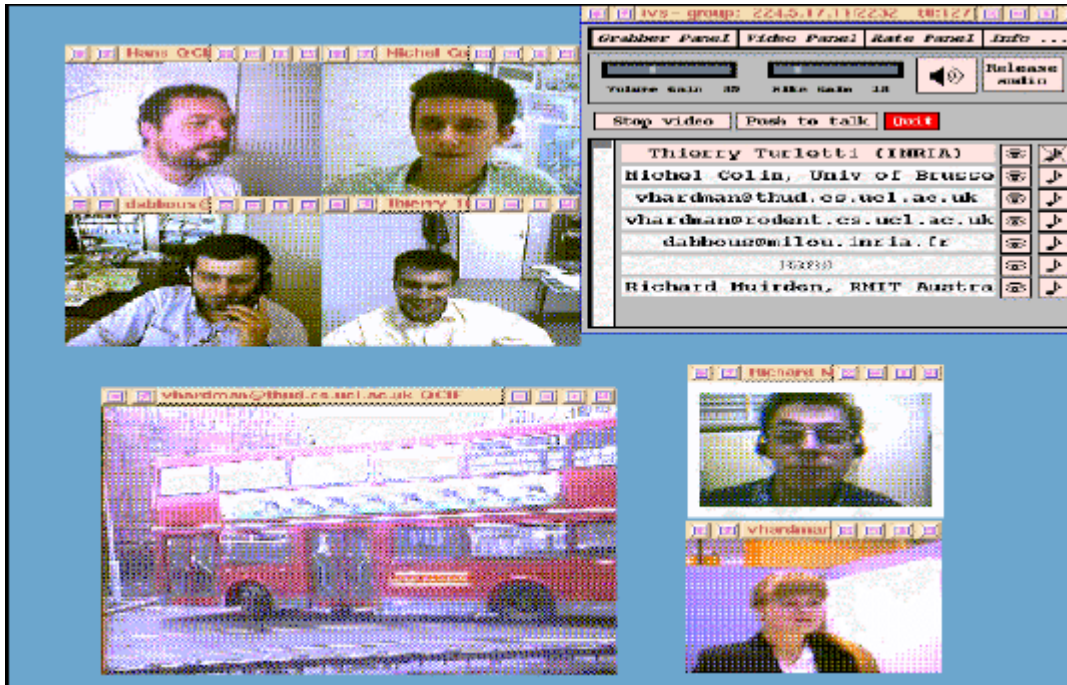 Hans QCIF
Michel Co
ivs - group: 224.5.17.11/2232 ttl:127
Grabber Panel Video Panel Rate Panel Info ...
Volume Gain
Mike Gain
Release audio
Stop video Push to talk Quit
Thierry Turletti (INRIA)
Michel Colin, Univ of Brusse
vhardman@thud.cs.ucl.ac.uk
vhardman@rodent.cs.ucl.ac.uk
dabbous@milou.inria.fr
Hans
Richard Muirden, RMIT Austra
dabbous@
Thierry
vhardman@thud.cs.ucl.ac.uk QCIF
Richard M
vhardman